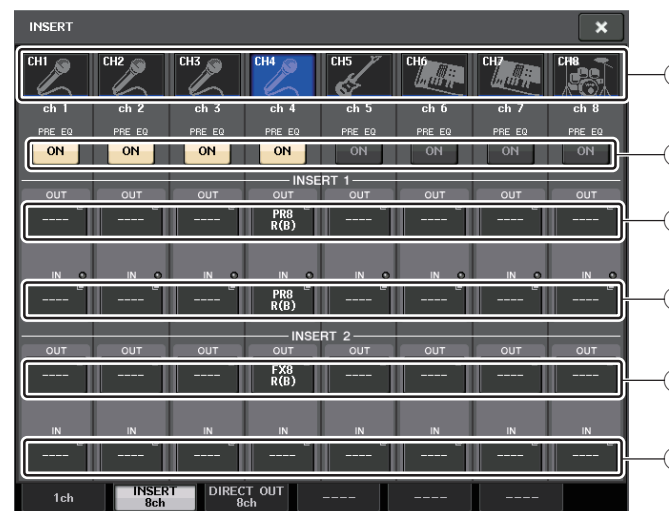 INSERT
CH1 CH2 CH3 CH4 CH5 CH6 CH7 CH8
ch 1 ch 2 ch 3 ch 4 ch 5 ch 6 ch 7 ch 8
PRE EQ PRE EQ PRE EQ PRE EQ PRE EQ PRE EQ PRE EQ PRE EQ
ON ON ON ON ON ON ON ON
INSERT 1
OUT OUT OUT OUT OUT OUT OUT OUT
---- ---- ---- PR8 R(B) ---- ---- ---- ----
IN IN IN IN IN IN IN IN
---- ---- ---- PR8 R(B) ---- ---- ---- ----
INSERT 2
OUT OUT OUT OUT OUT OUT OUT OUT
---- ---- ---- FX8 R(B) ---- ---- ---- ----
IN IN IN IN IN IN IN IN
---- ---- ---- ---- ---- ---- ---- ----
1ch INSERT 8ch DIRECT OUT 8ch ---- ---- ----